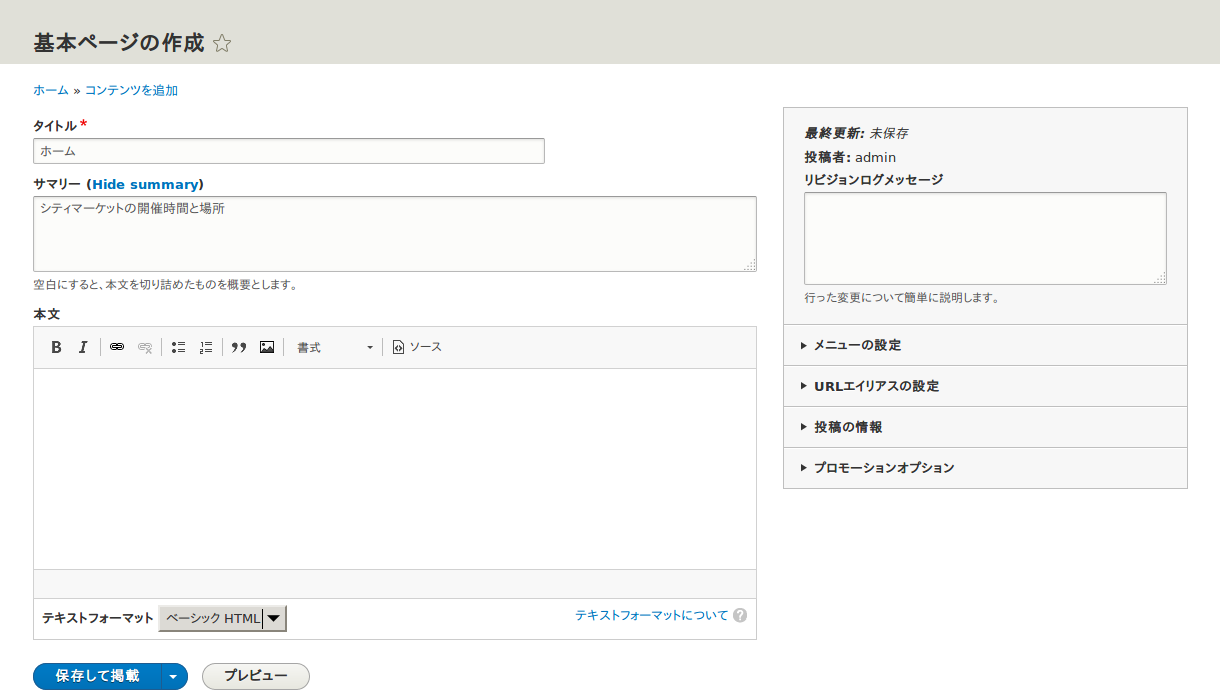 基本ページの作成
ホーム » コンテンツを追加
タイトル *
ホーム
サマリー (Hide summary)
シティマーケットの開催時間と場所
空白にすると、本文を切り詰めたものを概要とします。
本文
B I 書式 ソース
テキストフォーマット ベーシック HTML テキストフォーマットについて ?
保存して掲載 プレビュー
最終更新: 未保存
投稿者: admin
リビジョンログメッセージ
行った変更について簡単に説明します。
メニューの設定
URLエイリアスの設定
投稿の情報
プロモーションオプション